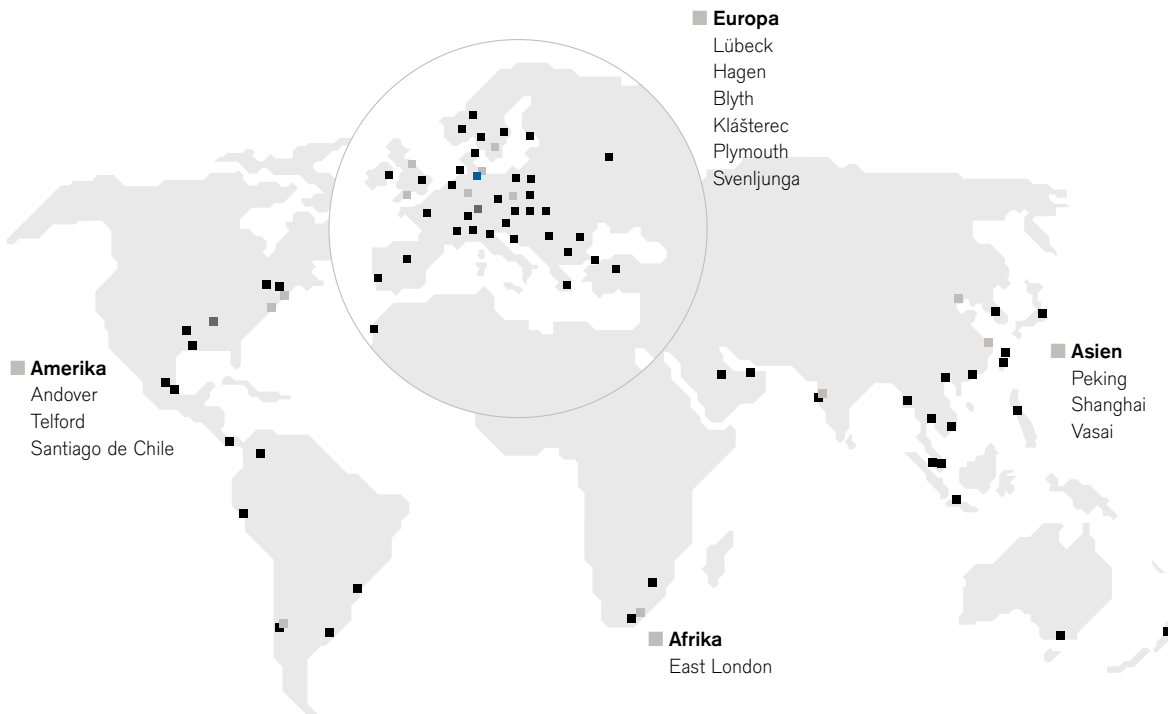 Europa
Lübeck
Hagen
Blyth
Klášterec
Plymouth
Svenljunga
Amerika
Andover
Telford
Santiago de Chile
Asien
Peking
Shanghai
Vasai
Afrika
East London